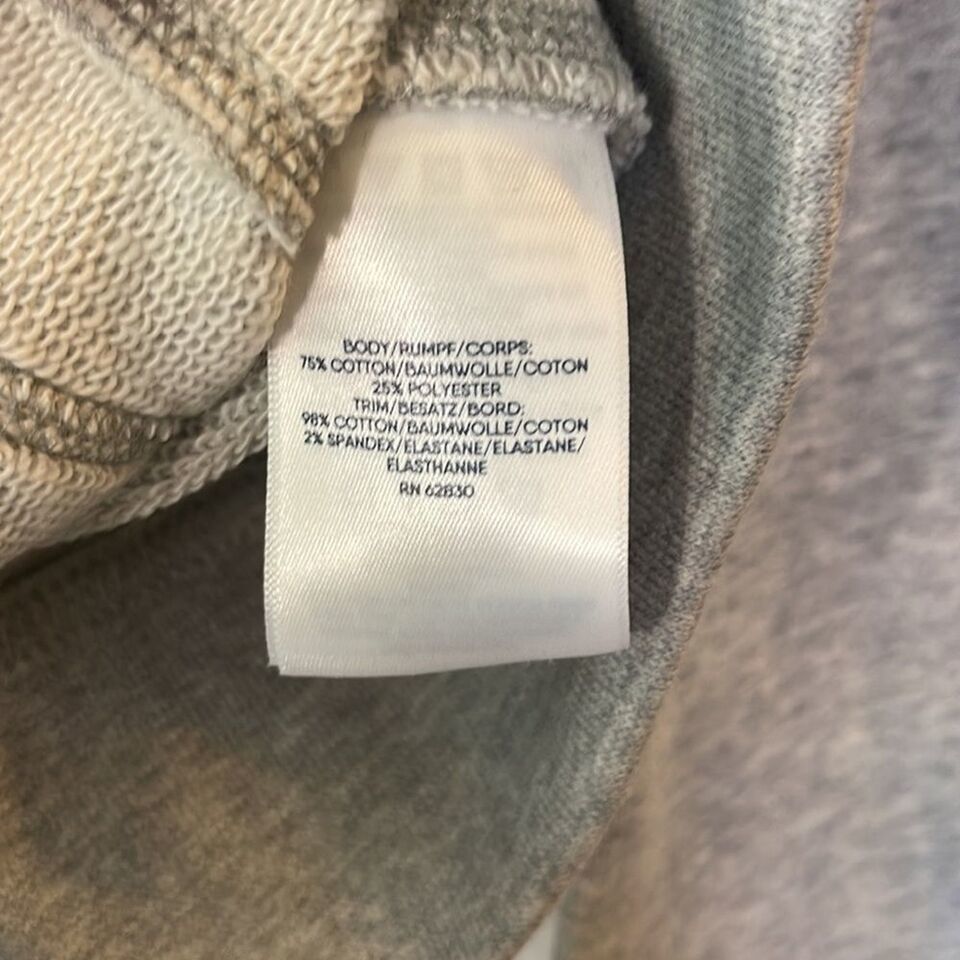 BODY/RUMPF/CORPS:
75% COTTON/BAUMWOLLE/COTON
25% POLYESTER
TRIM/BESATZ/BORD:
98% COTTON/BAUMWOLLE/COTON
2% SPANDEX/ELASTANE/ELASTANE/
ELASTHANNE
RN 62830